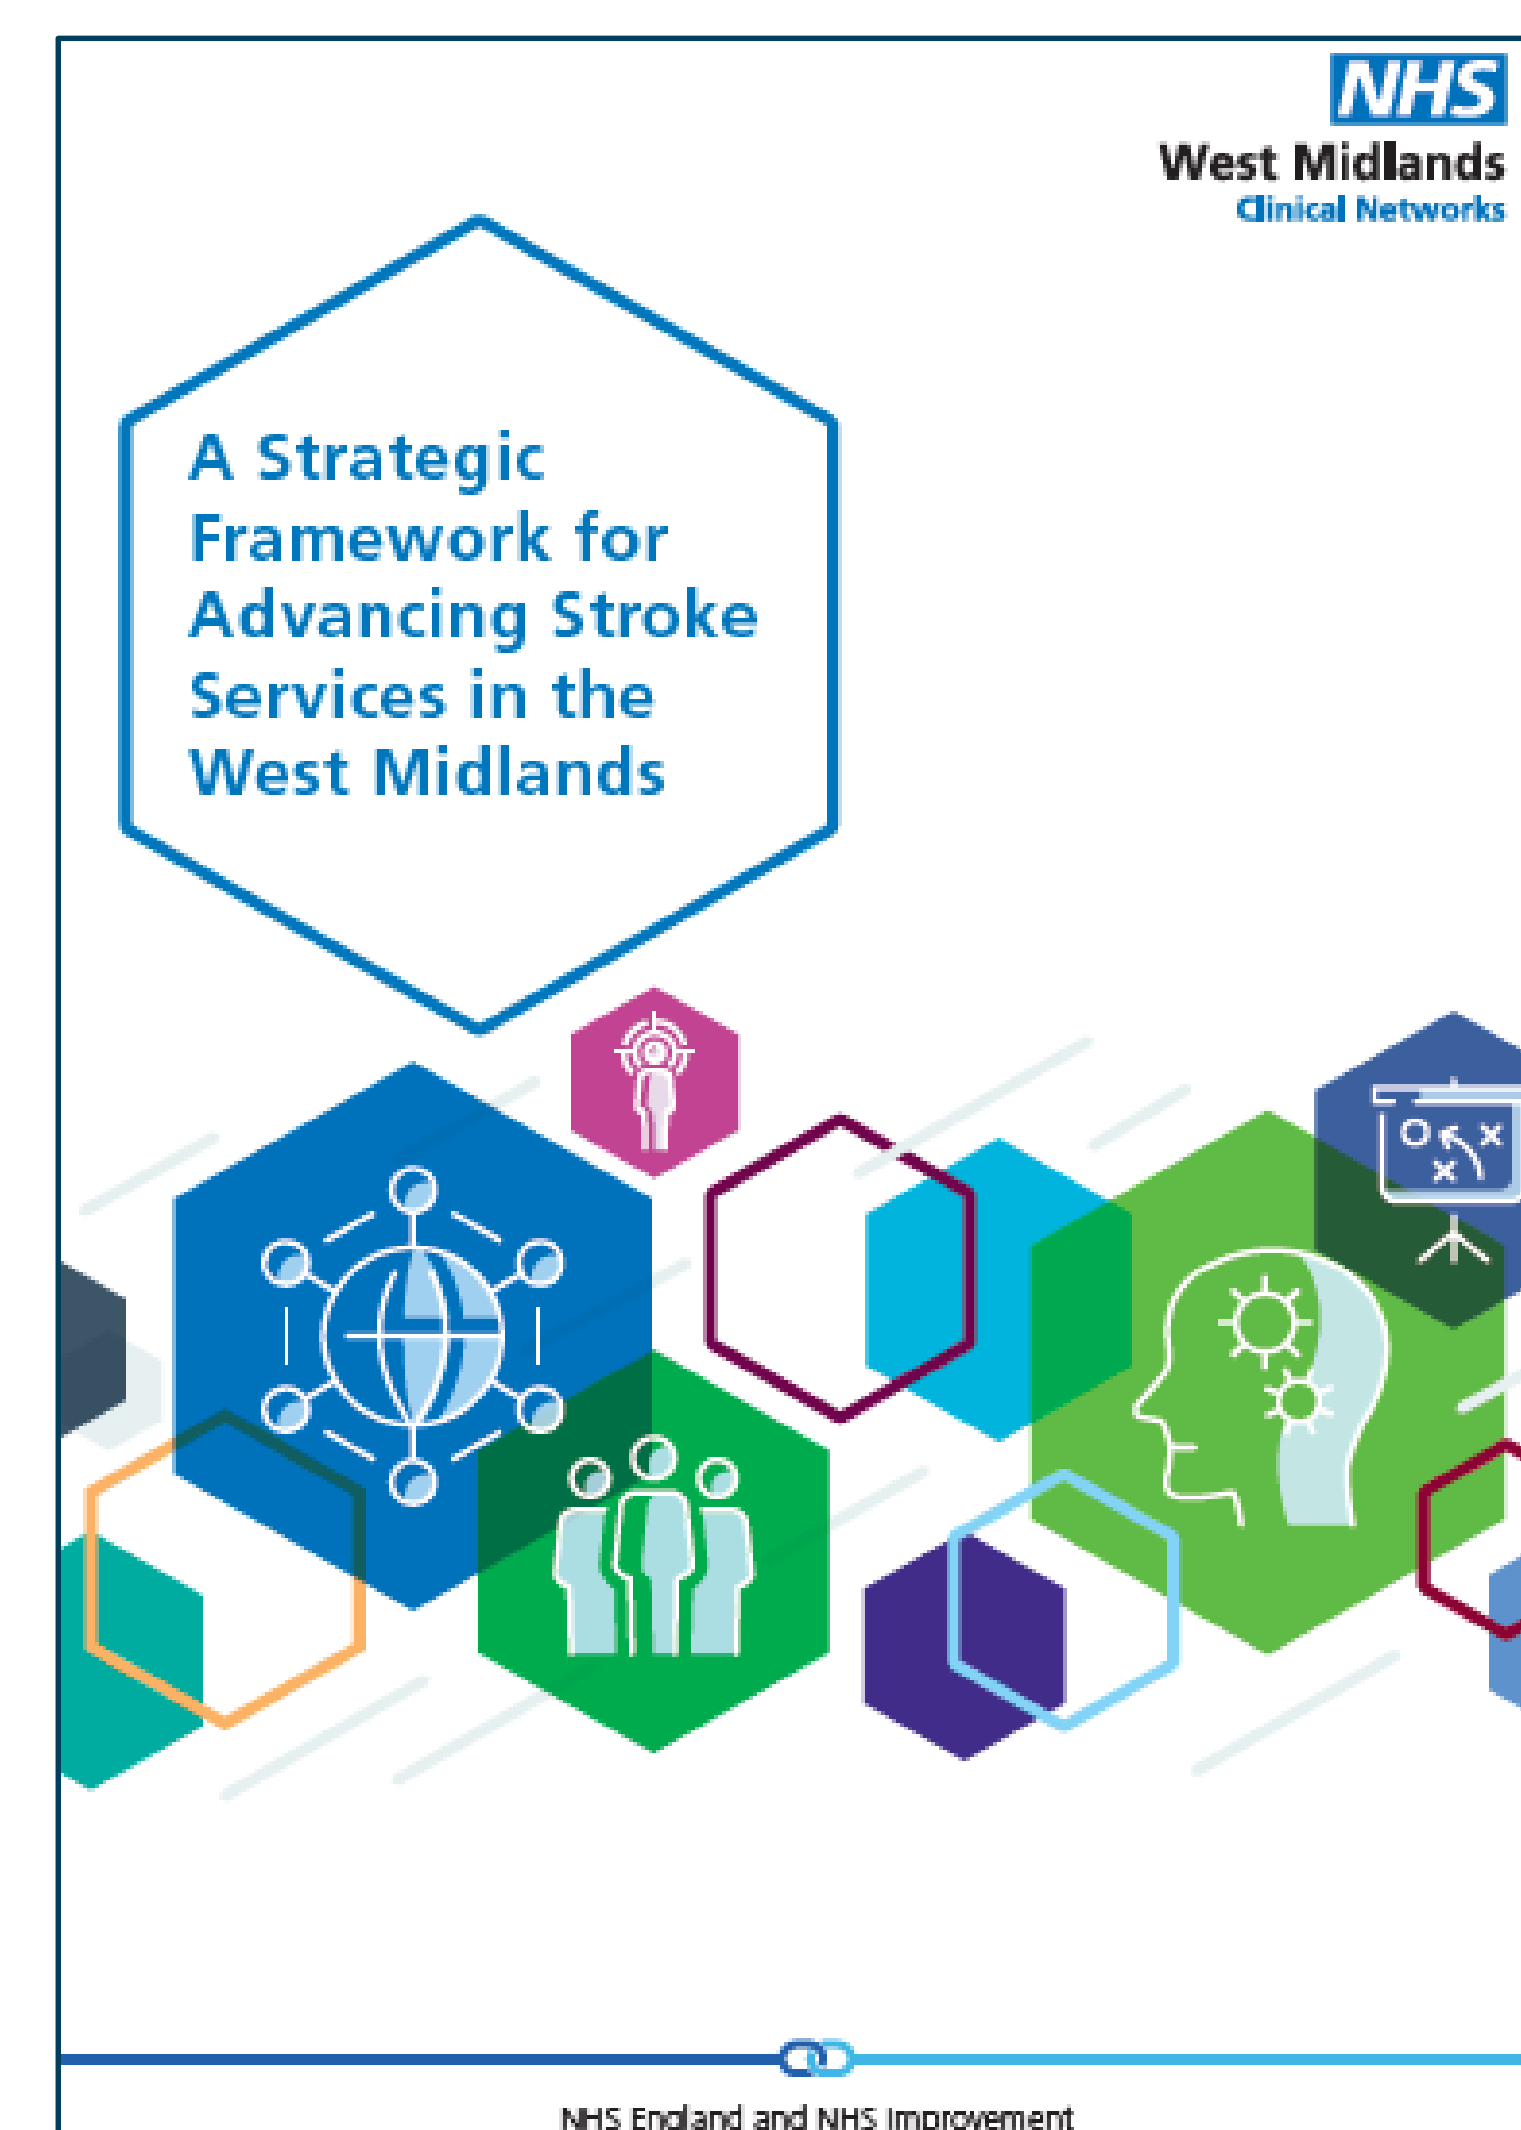 NHS
West Midlands
Clinical Networks
A Strategic
Framework for
Advancing Stroke
Services in the
West Midlands
NHS England and NHS Improvement